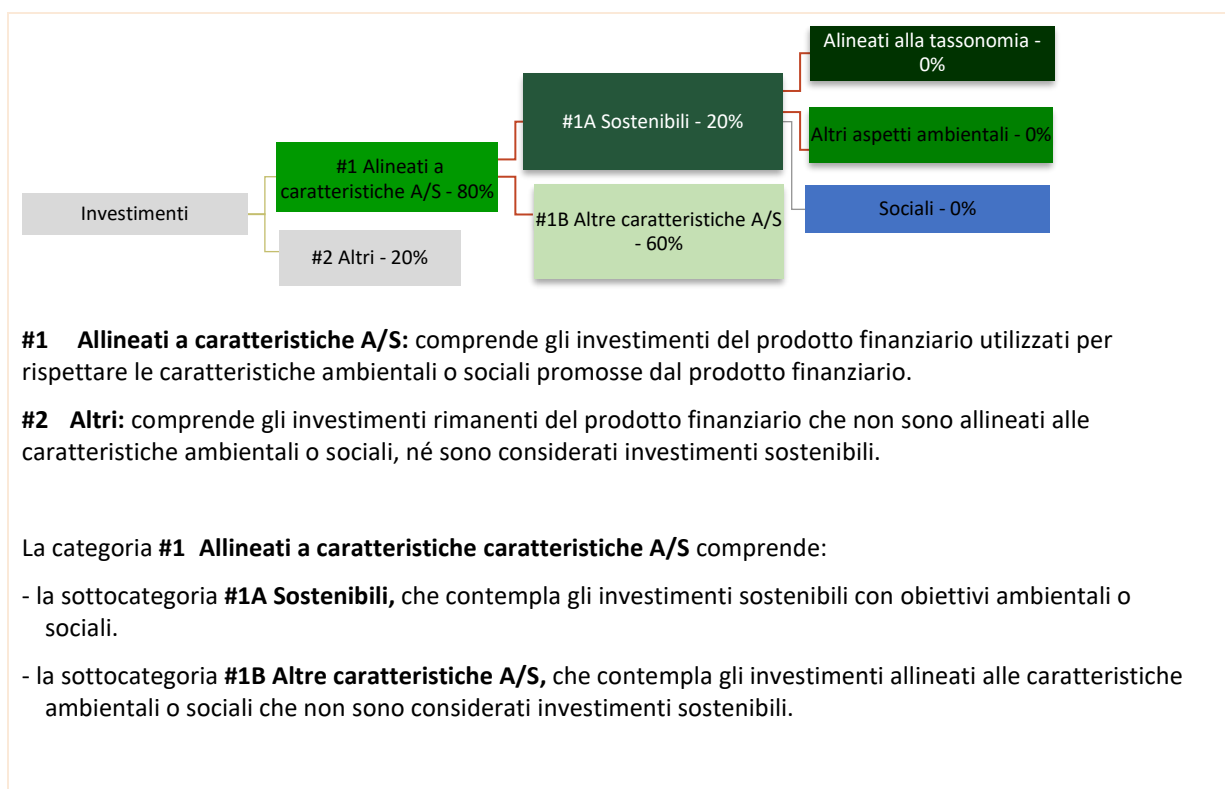 Alineati alla tassonomia -
0%
#1A Sostenibili - 20%
Altri aspetti ambientali - 0%
#1 Alineati a
caratteristiche A/S - 80%
Investimenti
#1B Altre caratteristiche A/S
- 60%
Sociali - 0%
#2 Altri - 20%
#1 Allineati a caratteristiche A/S: comprende gli investimenti del prodotto finanziario utilizzati per
rispettare le caratteristiche ambientali o sociali promosse dal prodotto finanziario.
#2 Altri: comprende gli investimenti rimanenti del prodotto finanziario che non sono allineati alle
caratteristiche ambientali o sociali, né sono considerati investimenti sostenibili.
La categoria #1 Allineati a caratteristiche caratteristiche A/S comprende:
- la sottocategoria #1A Sostenibili, che contempla gli investimenti sostenibili con obiettivi ambientali o
sociali.
- la sottocategoria #1B Altre caratteristiche A/S, che contempla gli investimenti allineati alle caratteristiche
ambientali o sociali che non sono considerati investimenti sostenibili.